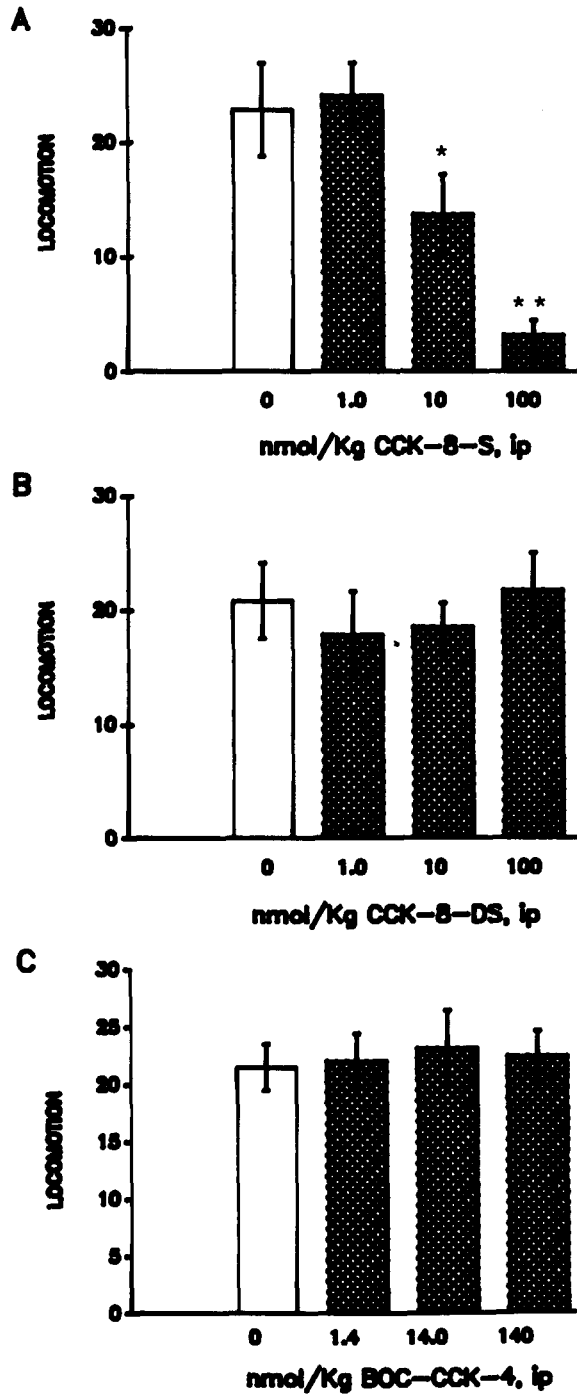 A
30
20
10
0
LOCOMOTION
*
* *
0 1.0 10 100
nmol/Kg CCK-8-S, ip
B
30
20
10
0
LOCOMOTION
0 1.0 10 100
nmol/Kg CCK-8-DS, ip
C
30
25
20
15
10
5
0
LOCOMOTION
0 1.4 14.0 140
nmol/Kg BOC-CCK-4, ip